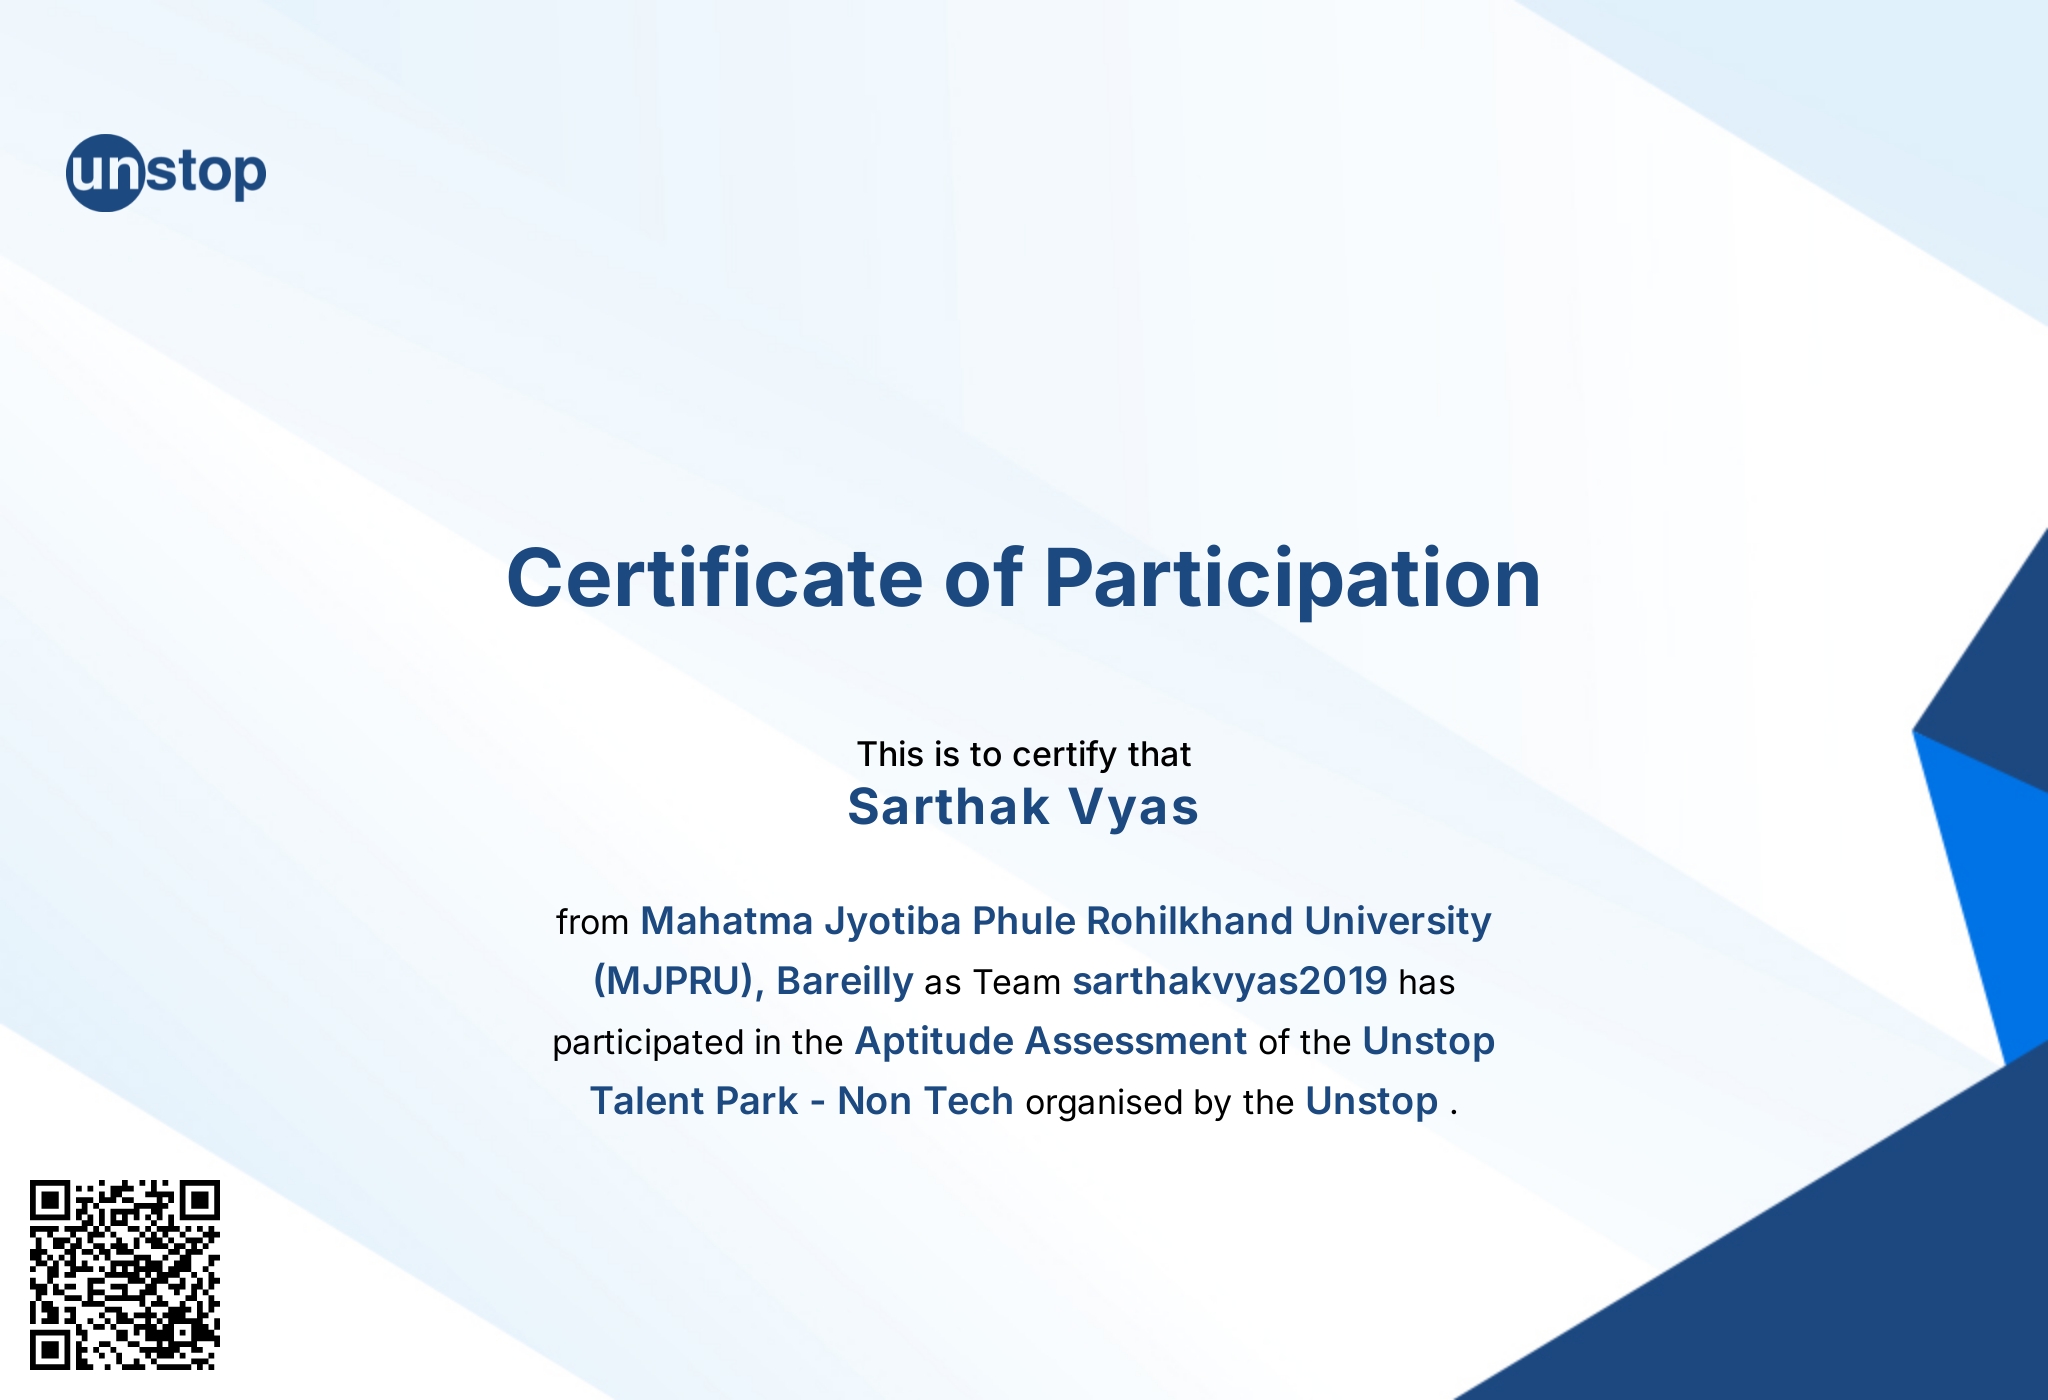 unstop
Certificate of Participation
This is to certify that
Sarthak Vyas
from Mahatma Jyotiba Phule Rohilkhand University
(MJPRU), Bareilly as Team sarthakvyas2019 has
participated in the Aptitude Assessment of the Unstop
Talent Park - Non Tech organised by the Unstop .